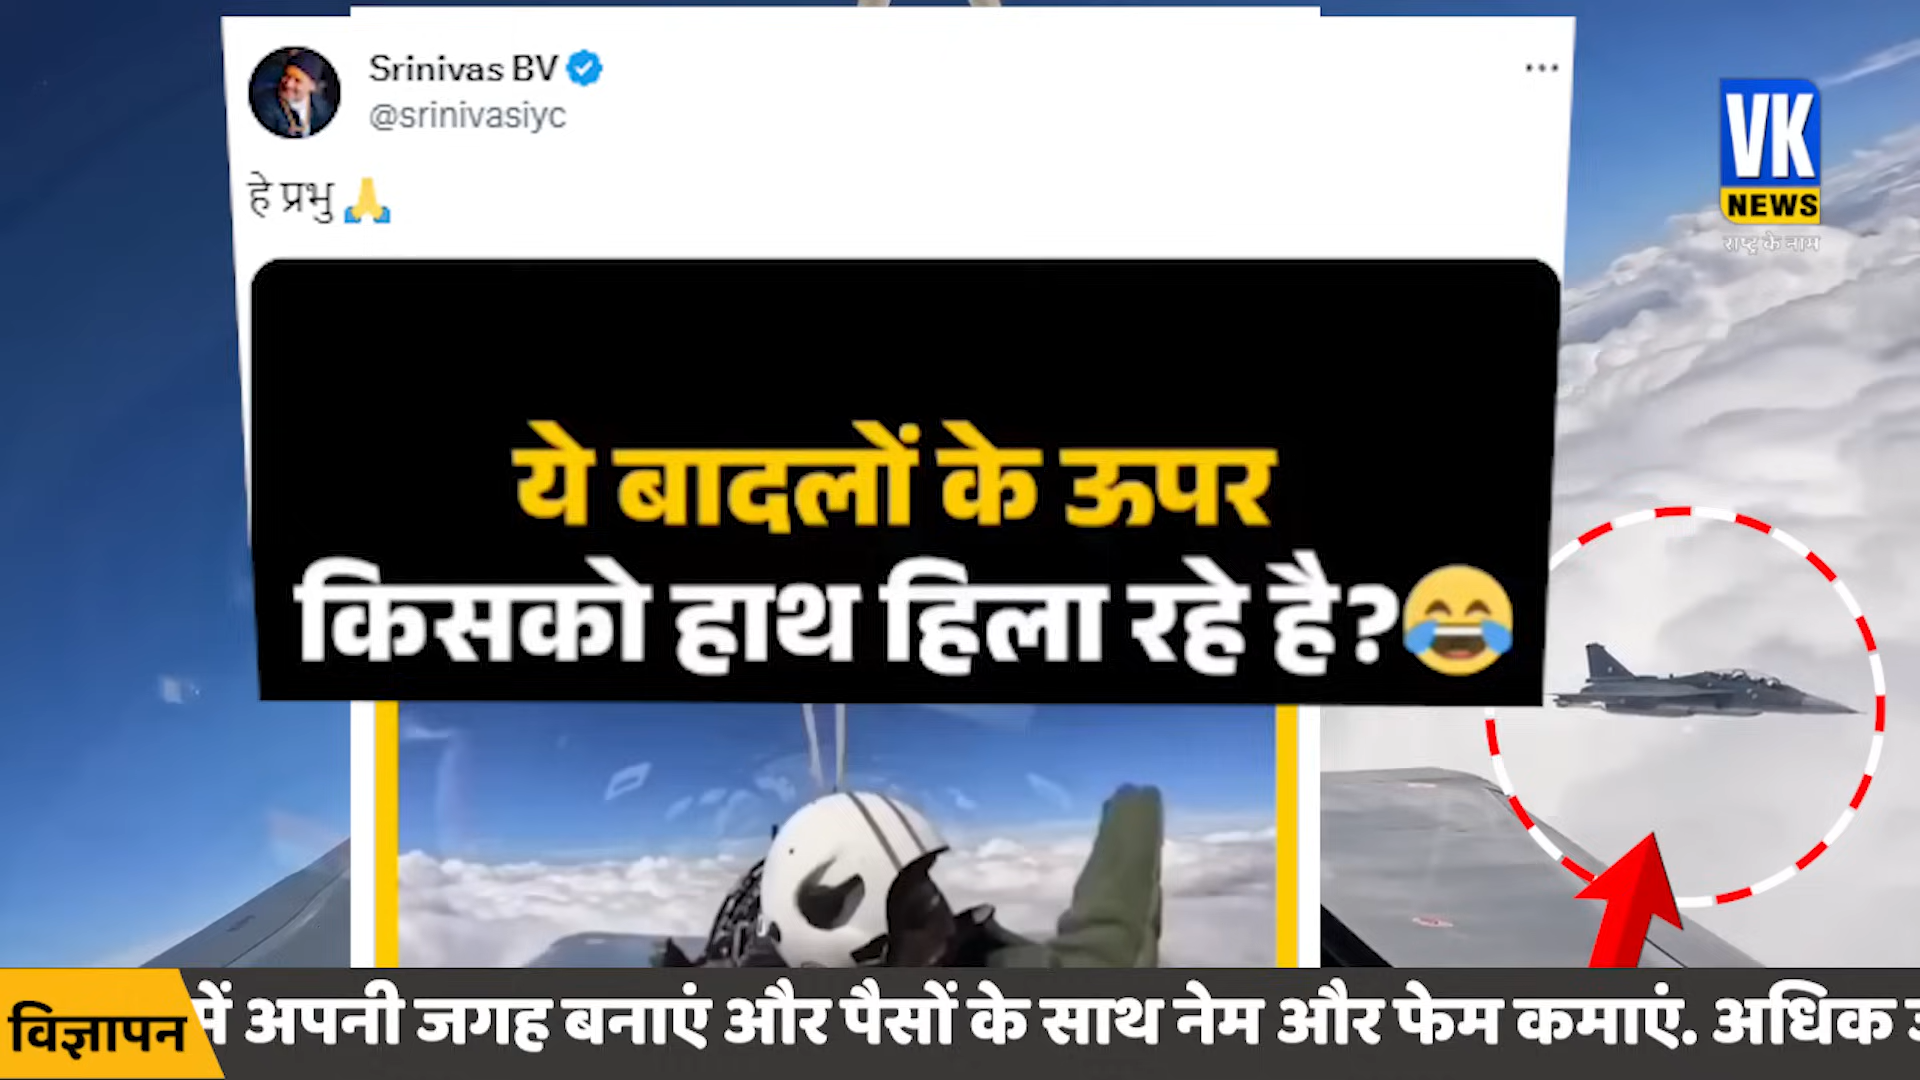 Srinivas BV
@srinivasiyc
हे प्रभु 🙏
VK
NEWS
राष्ट्र के नाम
ये बादलों के ऊपर
किसको हाथ हिला रहे है?😂
विज्ञापन
में अपनी जगह बनाएं और पैसों के साथ नेम और फेम कमाएं. अधिक